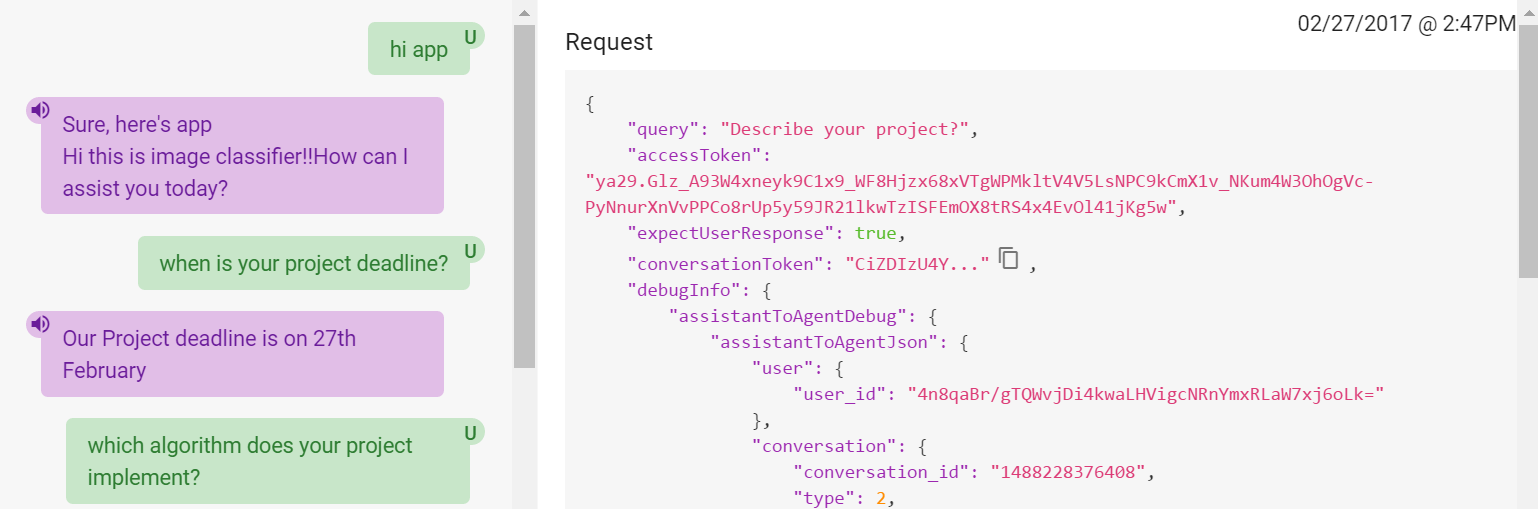 hi app
U
Sure, here's app
Hi this is image classifier!!How can I
assist you today?
when is your project deadline?
U
Our Project deadline is on 27th
February
which algorithm does your project
implement?
U
02/27/2017 @ 2:47PM
Request
{
"query": "Describe your project?",
"accessToken":
"ya29.Glz_A93W4xneyk9C1x9_WF8Hjzx68xVTgWPMkltV4V5LsNPC9kCmX1v_NKum4W3OhOgVc-
PyNnurXnVvPPCo8rUp5y59JR21lkwTzISFEmOX8tRS4x4EvOl41jKg5w",
"expectUserResponse": true,
"conversationToken": "CiZDIzU4Y..." ,
"debugInfo": {
"assistantToAgentDebug": {
"assistantToAgentJson": {
"user": {
"user_id": "4n8qaBr/gTQWvjDi4kwaLHVigcNRnYmxRLaW7xj6oLk="
},
"conversation": {
"conversation_id": "1488228376408",
"type": 2,